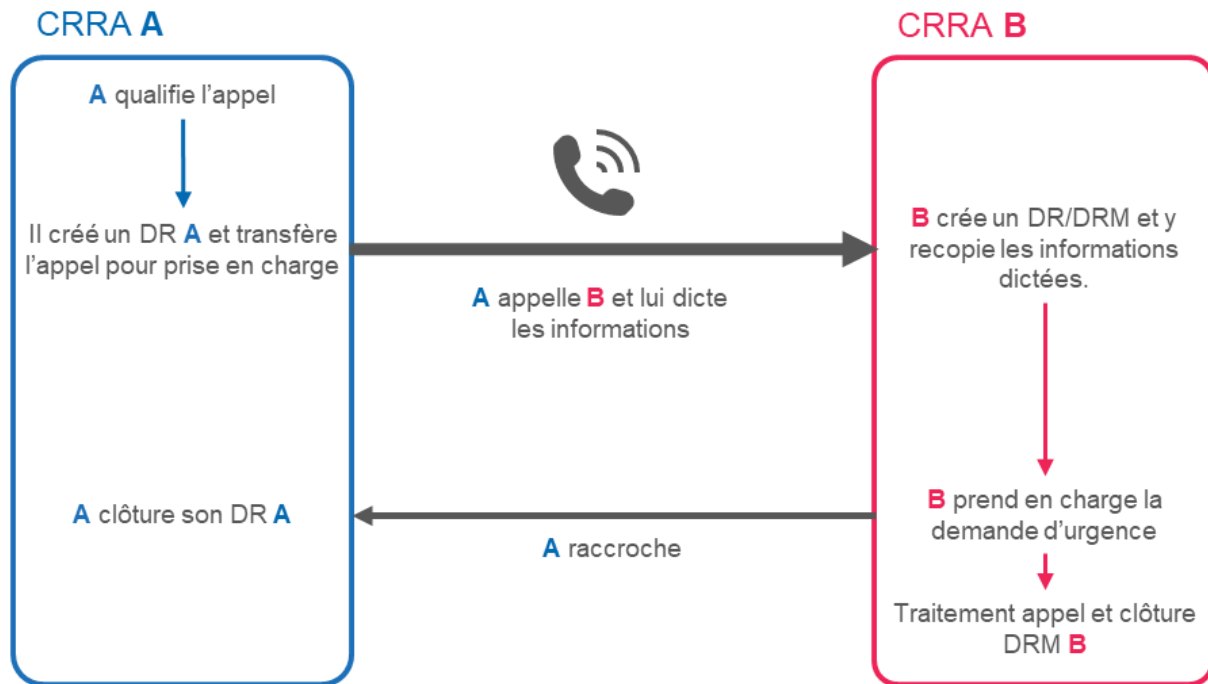 CRRA A
CRRA B
A qualifie l'appel
Il créé un DR A et transfère
l'appel pour prise en charge
A appelle B et lui dicte
les informations
B crée un DR/DRM et y
recopie les informations
dictées.
B prend en charge la
demande d'urgence
A clôture son DR A
A raccroche
Traitement appel et clôture
DRM B